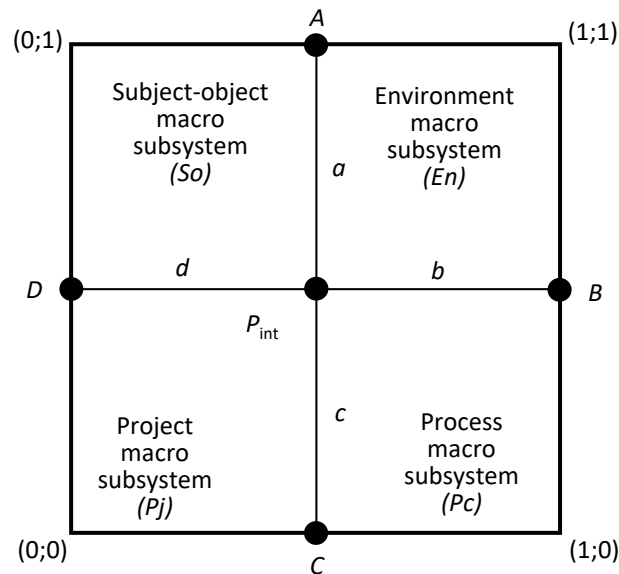 A
(0;1)
(1;1)
Subject-object
macro
subsystem
(So)
Environment
macro
subsystem
(En)
a
d
b
D
B
Pint
c
Project
macro
subsystem
(Pj)
Process
macro
subsystem
(Pc)
(0;0)
(1;0)
C